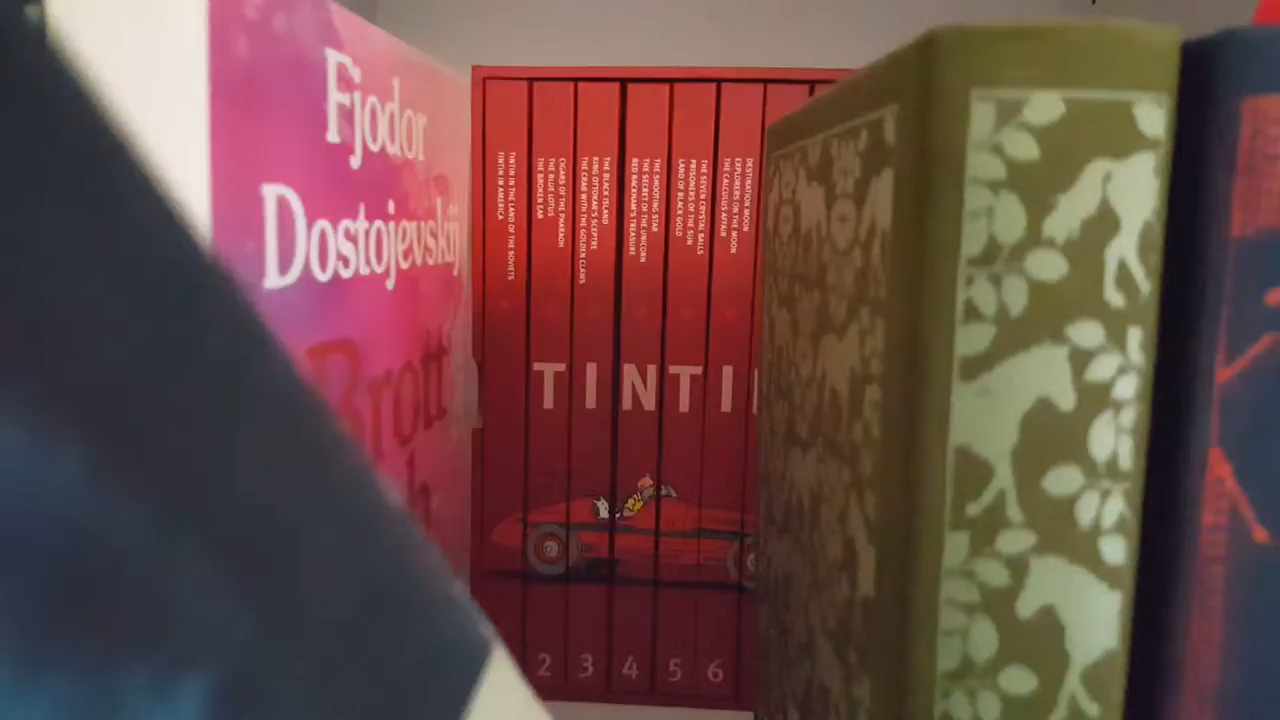 Fjodor
Dostojevskij
Brott
TINTIN IN THE LAND OF THE SOVIETS
TINTIN IN AMERICA
CIGARS OF THE PHARAOH
THE BLUE LOTUS
THE BROKEN EAR
THE BLACK ISLAND
KING OTTOKAR'S SCEPTRE
THE CRAB WITH THE GOLDEN CLAWS
THE SHOOTING STAR
THE SECRET OF THE UNICORN
RED RACKHAM'S TREASURE
THE SEVEN CRYSTAL BALLS
PRISONERS OF THE SUN
LAND OF BLACK GOLD
DESTINATION MOON
EXPLORERS ON THE MOON
THE CALCULUS AFFAIR
TINTI
2 3 4 5 6